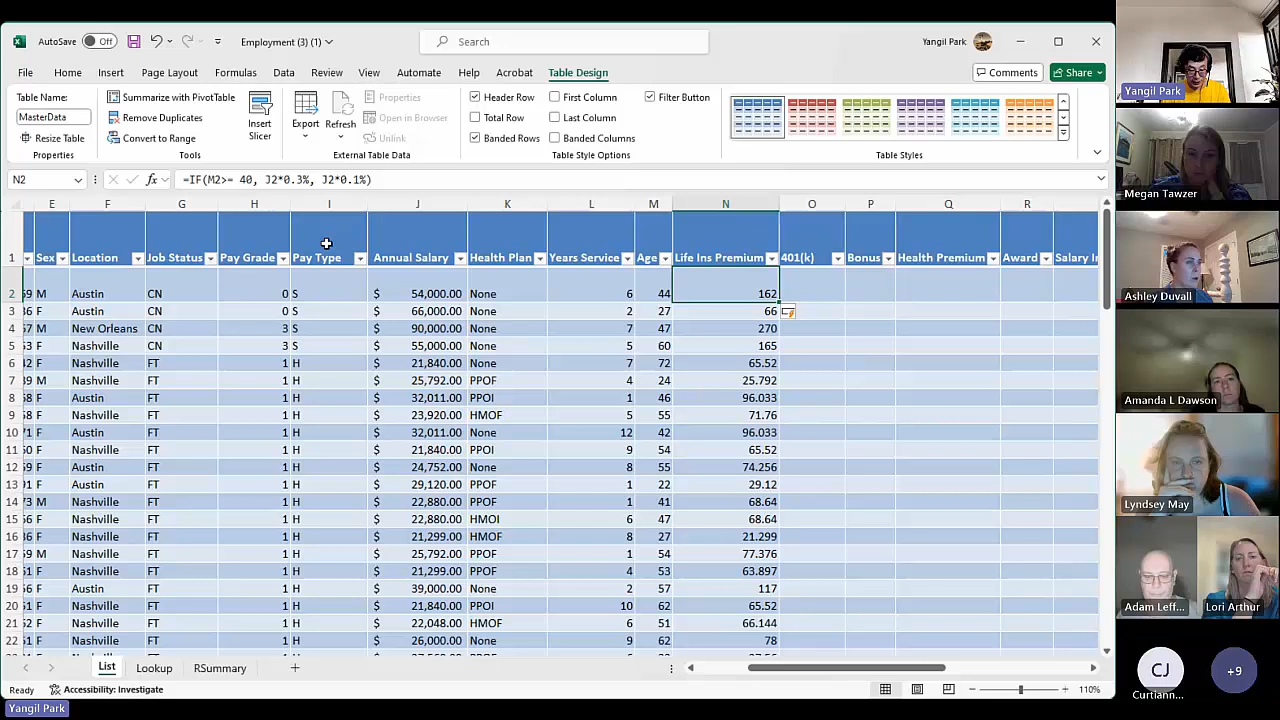 AutoSave Off Employment (3) (1) Search Yangil Park
File Home Insert Page Layout Formulas Data Review View Automate Help Acrobat Table Design Comments Share
Table Name:
MasterData
Resize Table
Properties
Summarize with PivotTable
Remove Duplicates
Convert to Range
Tools
Insert Slicer
Export Refresh
Properties
Open in Browser
Unlink
External Table Data
Header Row First Column Filter Button
Total Row Last Column
Banded Rows Banded Columns
Table Style Options
Table Styles
N2 fx =IF(M2>= 40, J2*0.3%, J2*0.1%)
E F G H I J K L M N O P Q R
1 Sex Location Job Status Pay Grade Pay Type Annual Salary Health Plan Years Service Age Life Ins Premium 401(k) Bonus Health Premium Award Salary In
2 M Austin CN 0 S $ 54,000.00 None 6 44 162
3 F Austin CN 0 S $ 66,000.00 None 2 27 66
4 M New Orleans CN 3 S $ 90,000.00 None 7 47 270
5 F Nashville CN 3 S $ 55,000.00 None 5 60 165
6 F Nashville FT 1 H $ 21,840.00 None 7 72 65.52
7 M Nashville FT 1 H $ 25,792.00 PPOF 4 24 25.792
8 F Austin FT 1 H $ 32,011.00 PPOI 1 46 96.033
9 F Nashville FT 1 H $ 23,920.00 HMOF 5 55 71.76
10 F Austin FT 1 H $ 32,011.00 None 12 42 96.033
11 F Nashville FT 1 H $ 21,840.00 PPOI 9 54 65.52
12 F Austin FT 1 H $ 24,752.00 None 8 55 74.256
13 F Austin FT 1 H $ 29,120.00 PPOF 1 22 29.12
14 M Nashville FT 1 H $ 22,880.00 PPOF 1 41 68.64
15 F Nashville FT 1 H $ 22,880.00 HMOI 6 47 68.64
16 F Nashville FT 1 H $ 21,299.00 HMOF 8 27 21.299
17 M Nashville FT 1 H $ 25,792.00 PPOF 1 54 77.376
18 F Nashville FT 1 H $ 21,299.00 PPOF 4 53 63.897
19 F Austin FT 1 H $ 39,000.00 None 2 57 117
20 F Nashville FT 1 H $ 21,840.00 PPOI 10 54 65.52
21 F Nashville FT 1 H $ 22,048.00 HMOF 6 51 66.144
22 F Nashville FT 1 H $ 26,000.00 None 9 62 78
List Lookup RSummary
Ready Accessibility: Investigate 110%
Yangil Park
Yangil Park
Megan Tawzer
Ashley Duvall
Amanda L Dawson
Lyndsey May
Adam Leff... Lori Arthur
CJ +9
Curtiann...